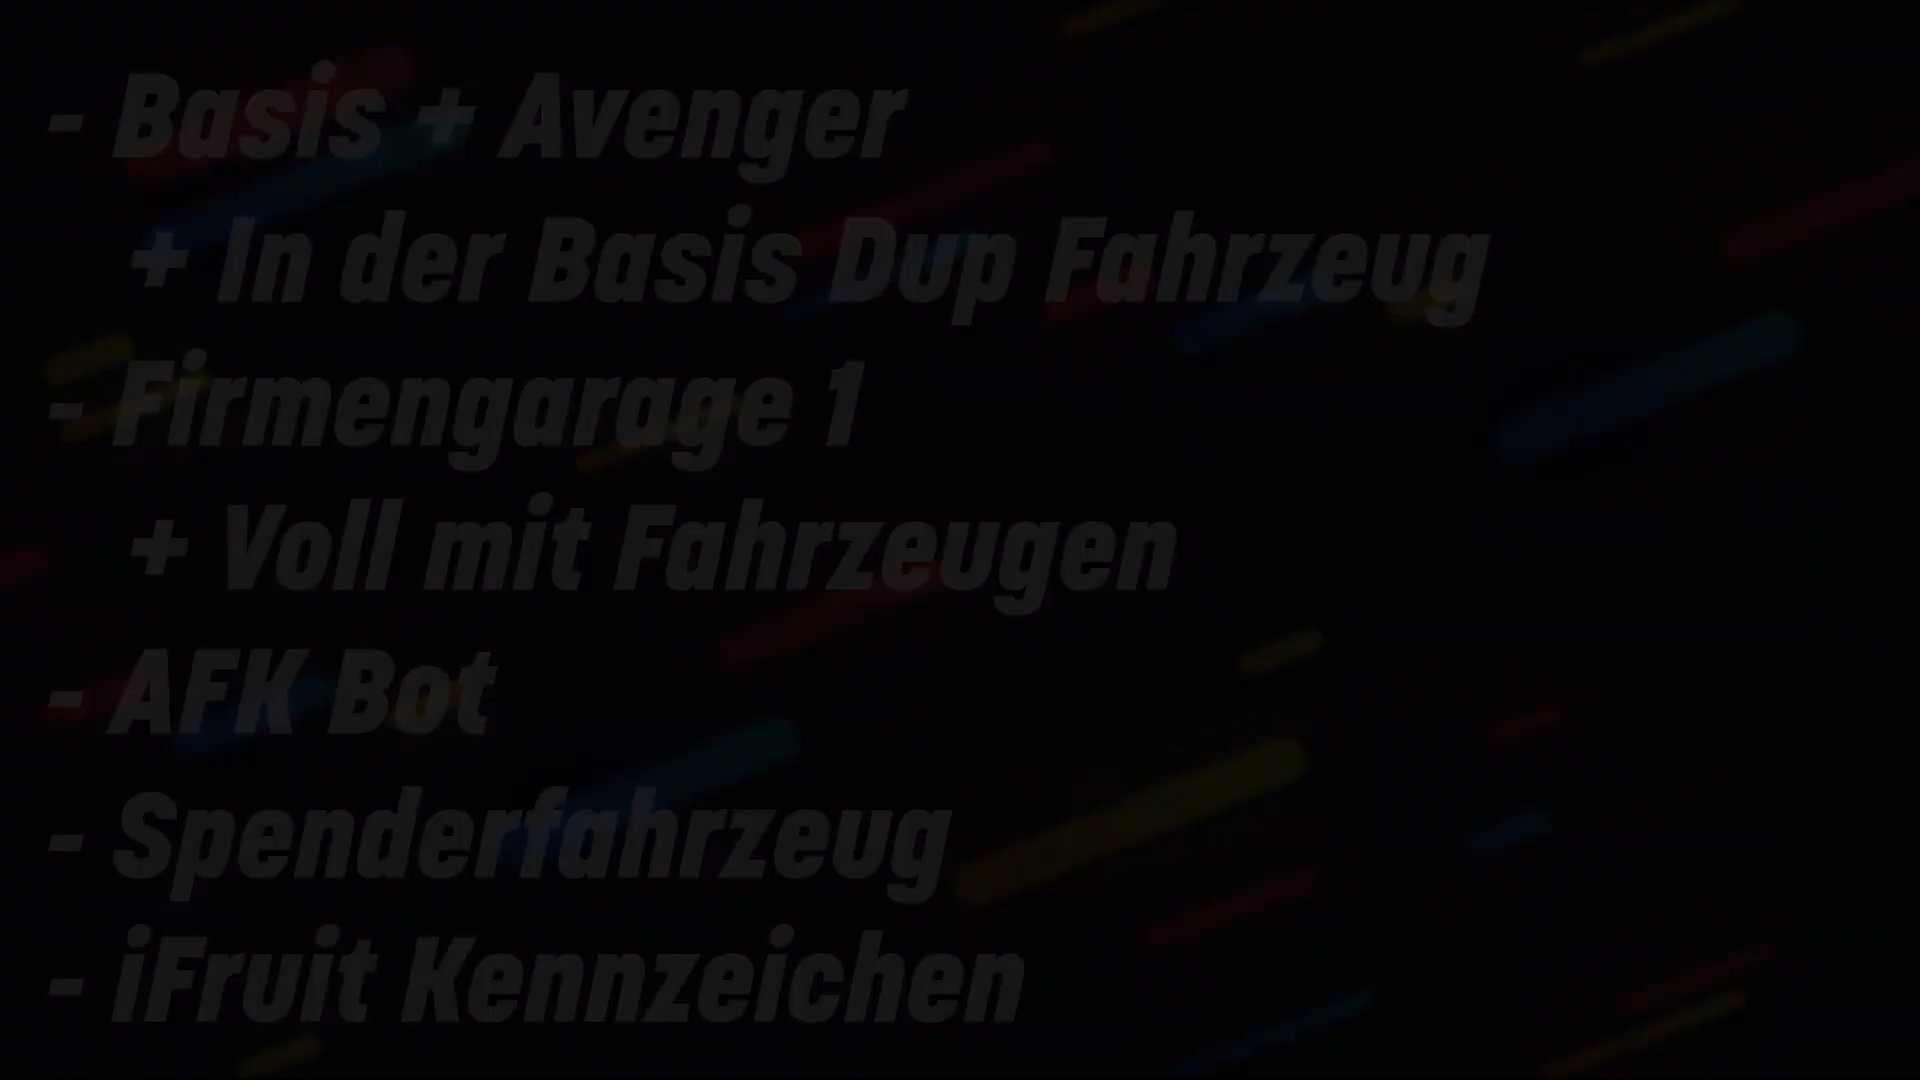 - Basis + Avenger
+ In der Basis Dup Fahrzeug
- Firmengarage 1
+ Voll mit Fahrzeugen
- AFK Bot
- Spenderfahrzeug
- iFruit Kennzeichen